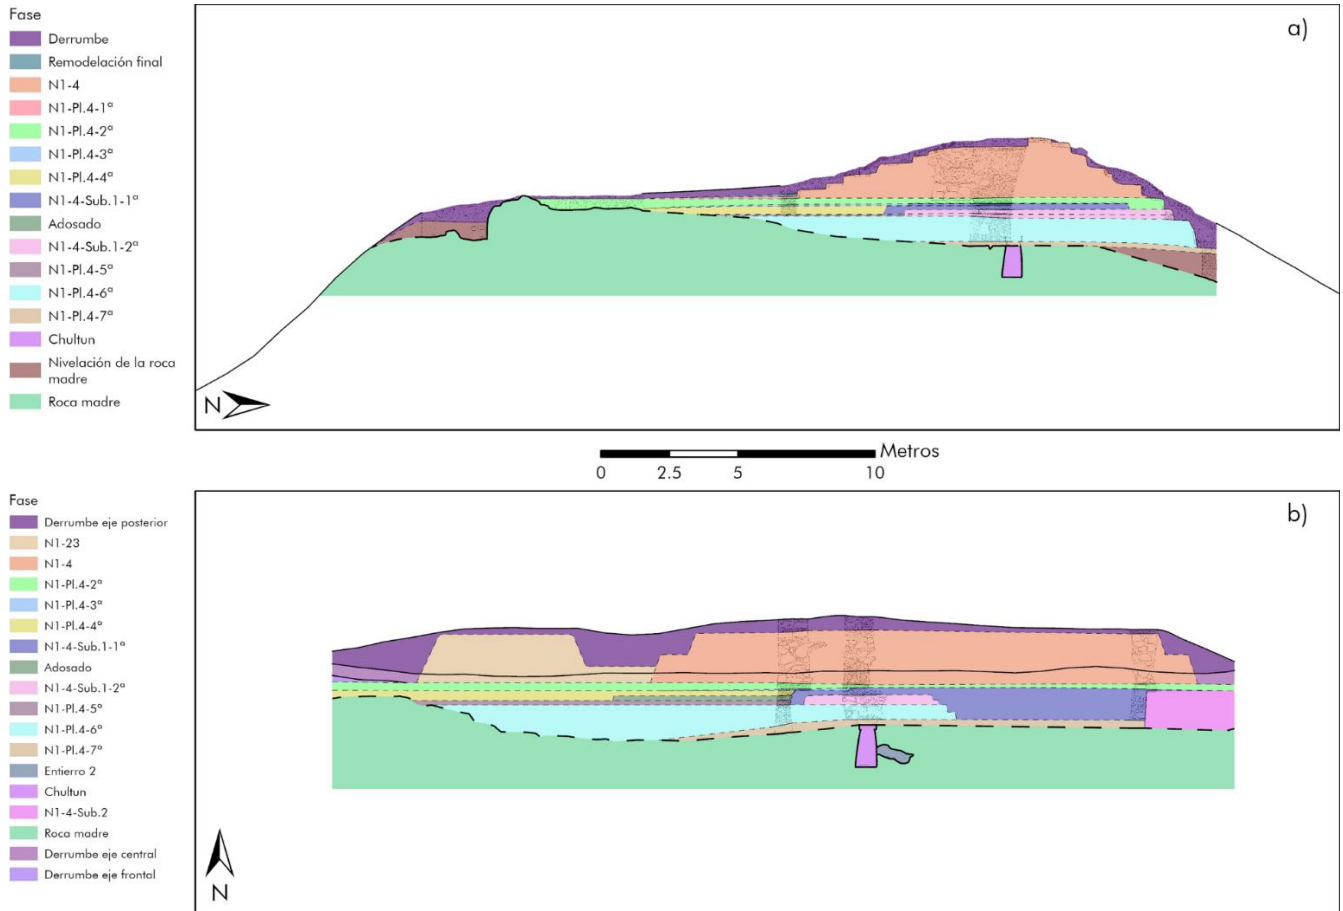 Fase
Derrumbe
Remodelación final
N1-4
N1-Pl.4-1ª
N1-Pl.4-2ª
N1-Pl.4-3ª
N1-Pl.4-4ª
N1-4-Sub.1-1ª
Adosado
N1-4-Sub.1-2ª
N1-Pl.4-5ª
N1-Pl.4-6ª
N1-Pl.4-7ª
Chultun
Nivelación de la roca
madre
Roca madre
a)
N
Metros
0 2.5 5 10
Fase
Derrumbe eje posterior
N1-23
N1-4
N1-Pl.4-2ª
N1-Pl.4-3ª
N1-Pl.4-4ª
N1-4-Sub.1-1ª
Adosado
N1-4-Sub.1-2ª
N1-Pl.4-5ª
N1-Pl.4-6ª
N1-Pl.4-7ª
Entierro 2
Chultun
N1-4-Sub.2
Roca madre
Derrumbe eje central
Derrumbe eje frontal
b)
N